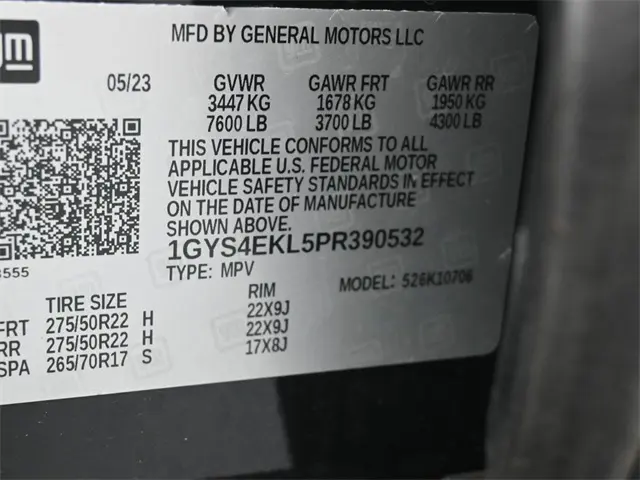 gm
MFD BY GENERAL MOTORS LLC
05/23 GVWR GAWR FRT GAWR RR
3447 KG 1678 KG 1950 KG
7600 LB 3700 LB 4300 LB
THIS VEHICLE CONFORMS TO ALL
APPLICABLE U.S. FEDERAL MOTOR
VEHICLE SAFETY STANDARDS IN EFFECT
ON THE DATE OF MANUFACTURE
SHOWN ABOVE.
1GYS4EKL5PR390532
TYPE: MPV MODEL: 526K10706
TIRE SIZE RIM
FRT 275/50R22 H 22X9J
RR 275/50R22 H 22X9J
SPA 265/70R17 S 17X8J